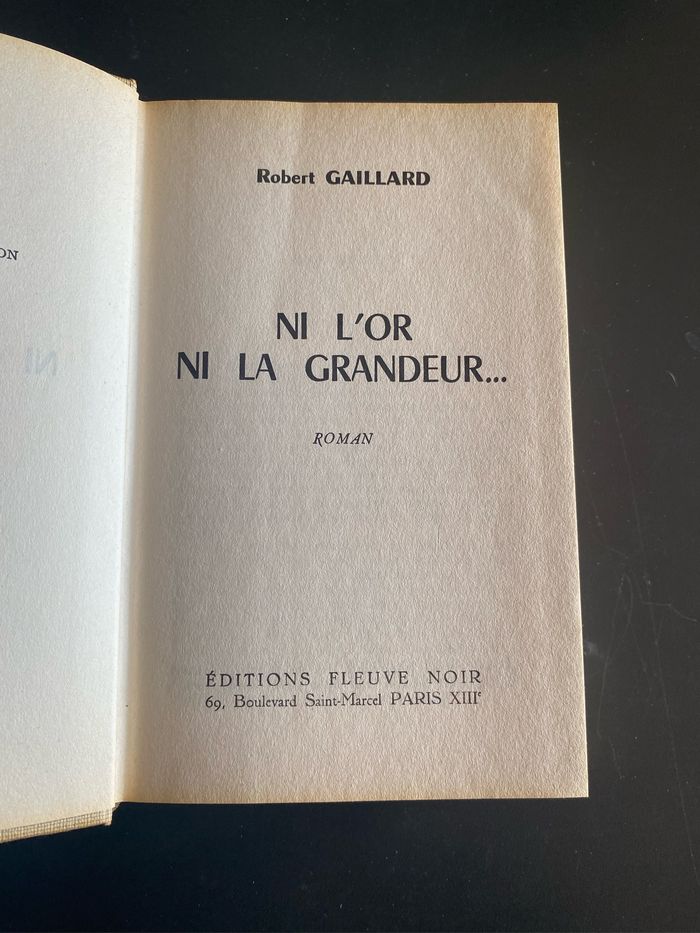 Robert GAILLARD
NI L'OR
NI LA GRANDEUR...
ROMAN
ÉDITIONS FLEUVE NOIR
69, Boulevard Saint-Marcel PARIS XIIIᵉ